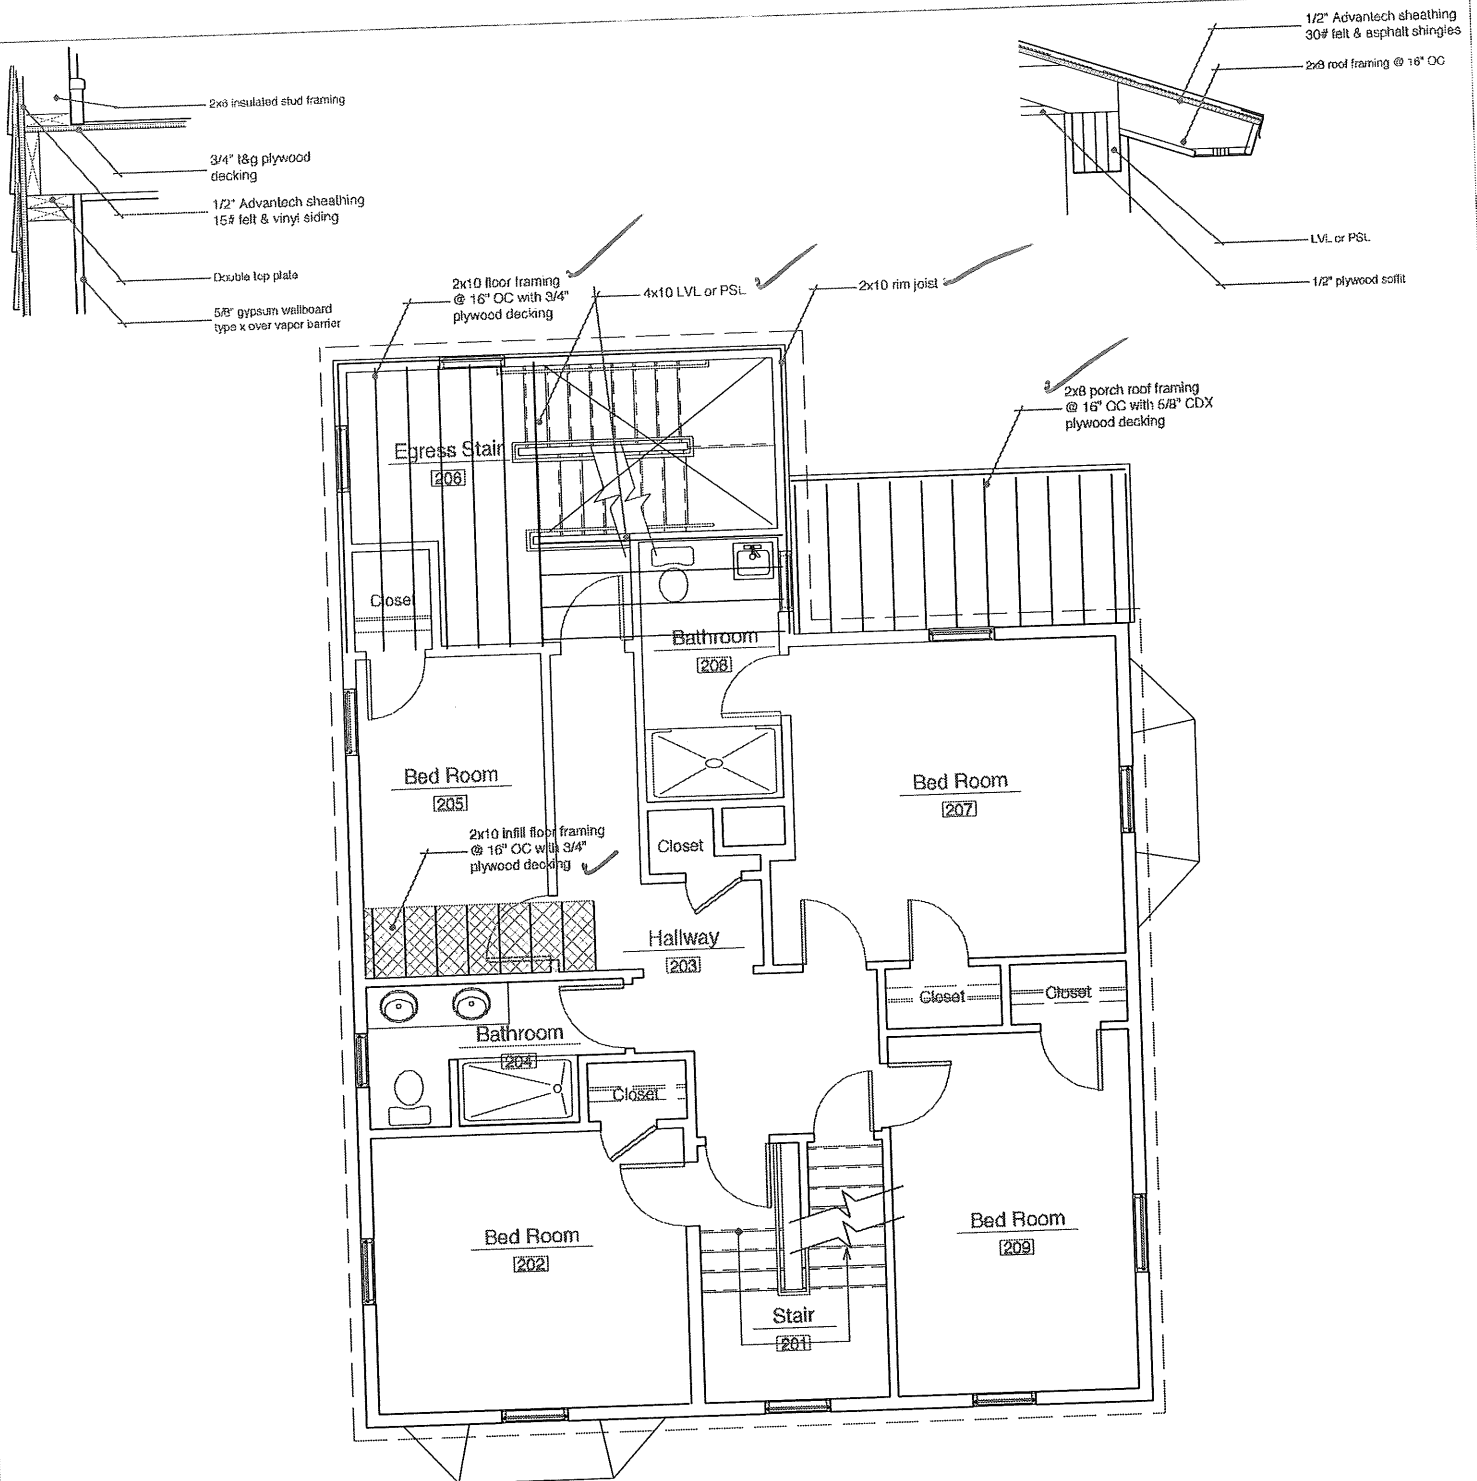 1/2" Advantech sheathing
30# felt & asphalt shingles
2x8 roof framing @ 16" OC
2x6 insulated stud framing
3/4" t&g plywood
decking
1/2" Advantech sheathing
15# felt & vinyl siding
Double top plate
5/8" gypsum wallboard
type x over vapor barrier
LVL or PSL
1/2" plywood soffit
2x10 floor framing
@ 16" OC with 3/4"
plywood decking
4x10 LVL or PSL
2x10 rim joist
2x8 porch roof framing
@ 16" OC with 5/8" CDX
plywood decking
Egress Stair
206
Closet
Bathroom
208
Bed Room
205
Bed Room
207
2x10 infill floor framing
@ 16" OC with 3/4"
plywood decking
Closet
Hallway
203
Closet
Closet
Bathroom
204
Closet
Bed Room
202
Bed Room
209
Stair
201